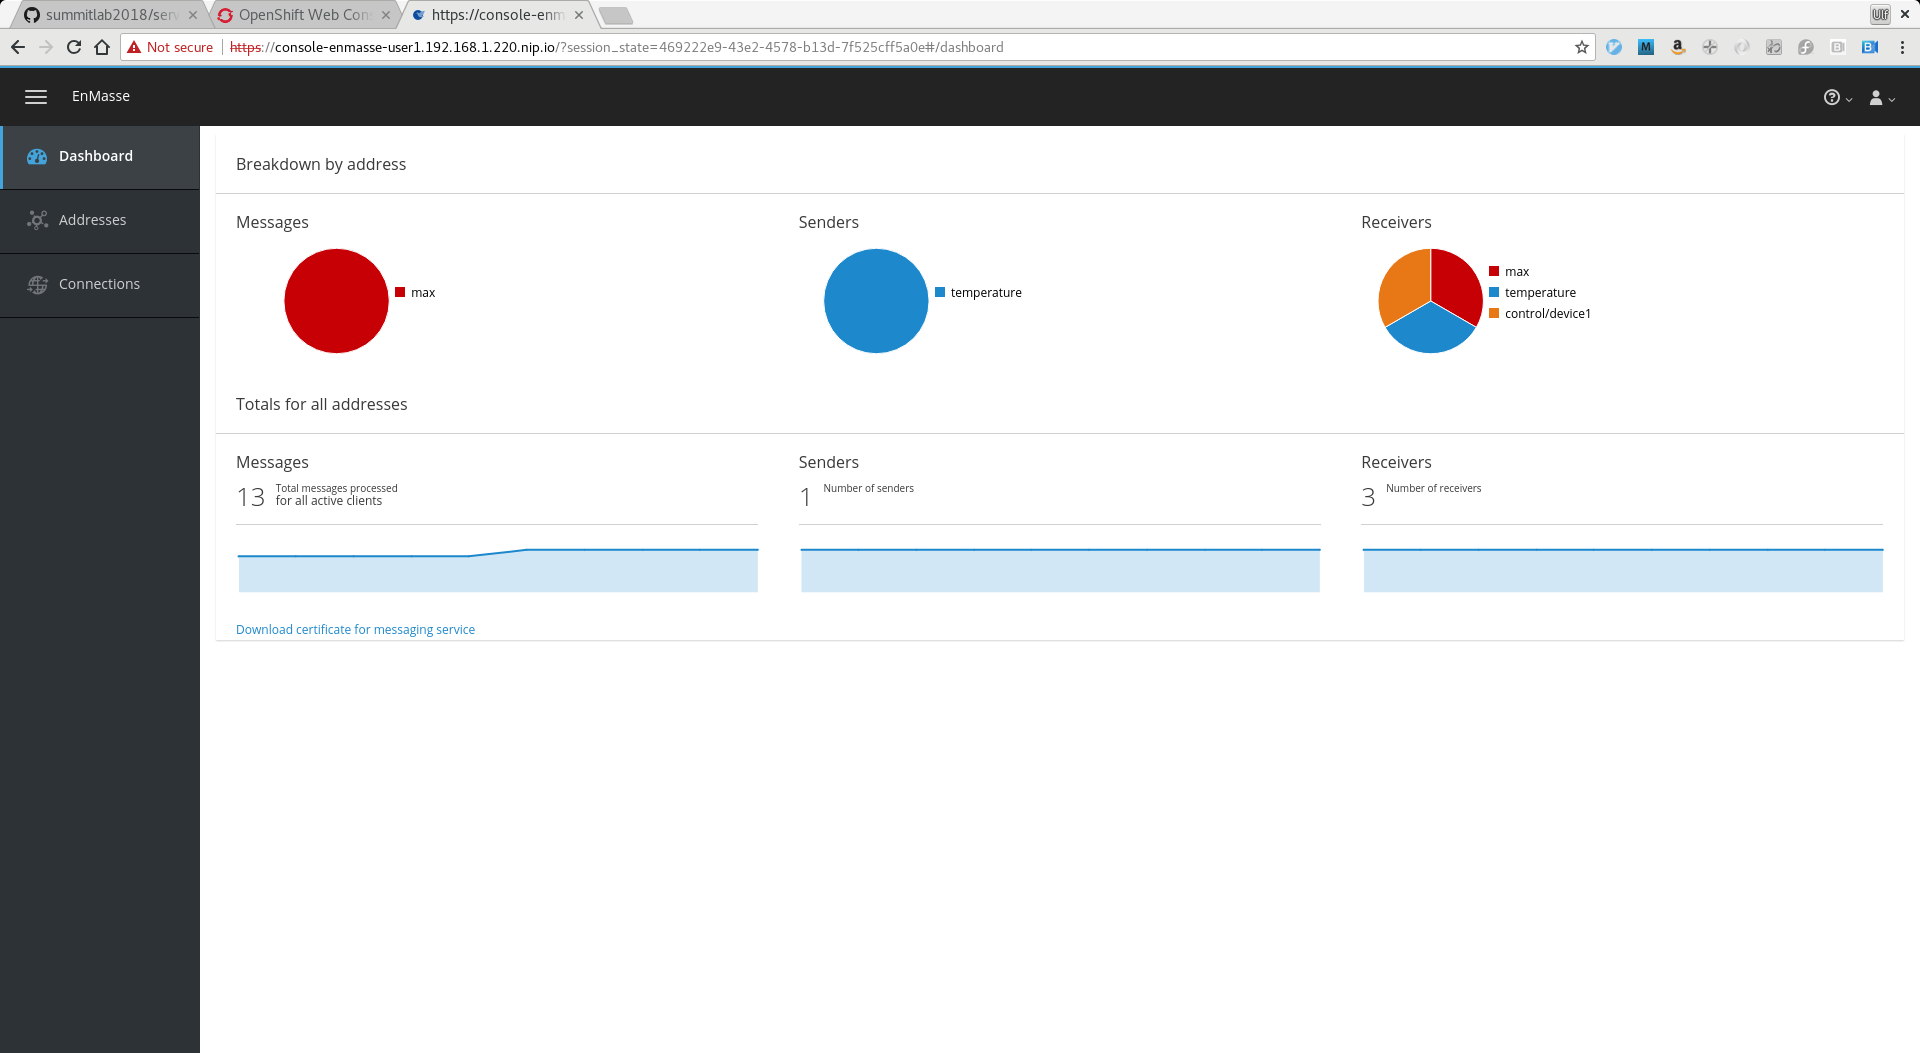 summitlab2018/serv
OpenShift Web Con
https://console-enm
Ulf
Not secure
https://console-enmasse-user1.192.168.1.220.nip.io/?session_state=469222e9-43e2-4578-b13d-7f525cff5a0e#/dashboard
EnMasse
Dashboard
Addresses
Connections
Breakdown by address
Messages
Senders
Receivers
max
temperature
max
temperature
control/device1
Totals for all addresses
Messages
Senders
Receivers
13 Total messages processed
for all active clients
1 Number of senders
3 Number of receivers
Download certificate for messaging service